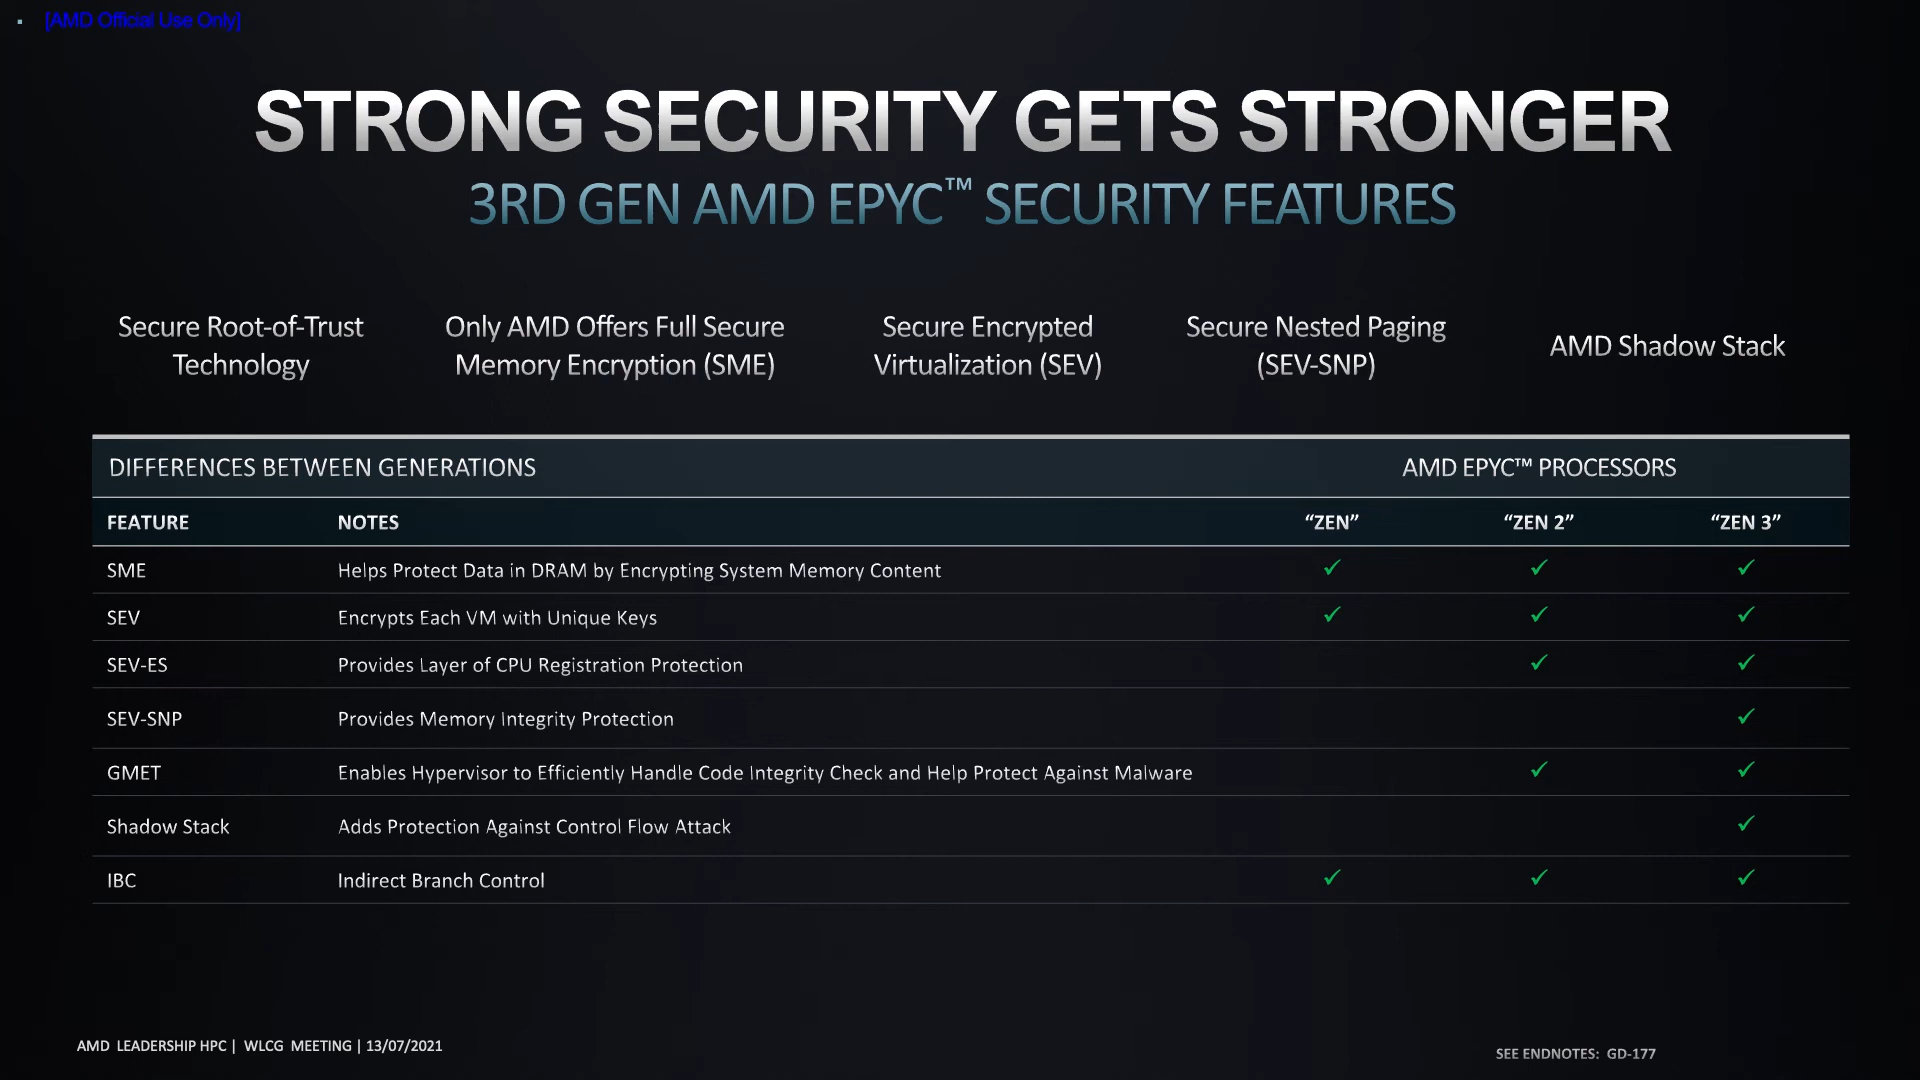 [AMD Official Use Only]
STRONG SECURITY GETS STRONGER
3RD GEN AMD EPYC™ SECURITY FEATURES
Secure Root-of-Trust
Technology
Only AMD Offers Full Secure
Memory Encryption (SME)
Secure Encrypted
Virtualization (SEV)
Secure Nested Paging
(SEV-SNP)
AMD Shadow Stack
DIFFERENCES BETWEEN GENERATIONS AMD EPYC™ PROCESSORS
FEATURE NOTES “ZEN” “ZEN 2” “ZEN 3”
SME Helps Protect Data in DRAM by Encrypting System Memory Content ✓ ✓ ✓
SEV Encrypts Each VM with Unique Keys ✓ ✓ ✓
SEV-ES Provides Layer of CPU Registration Protection ✓ ✓
SEV-SNP Provides Memory Integrity Protection ✓
GMET Enables Hypervisor to Efficiently Handle Code Integrity Check and Help Protect Against Malware ✓ ✓
Shadow Stack Adds Protection Against Control Flow Attack ✓
IBC Indirect Branch Control ✓ ✓ ✓
AMD LEADERSHIP HPC | WLCG MEETING | 13/07/2021
SEE ENDNOTES: GD-177